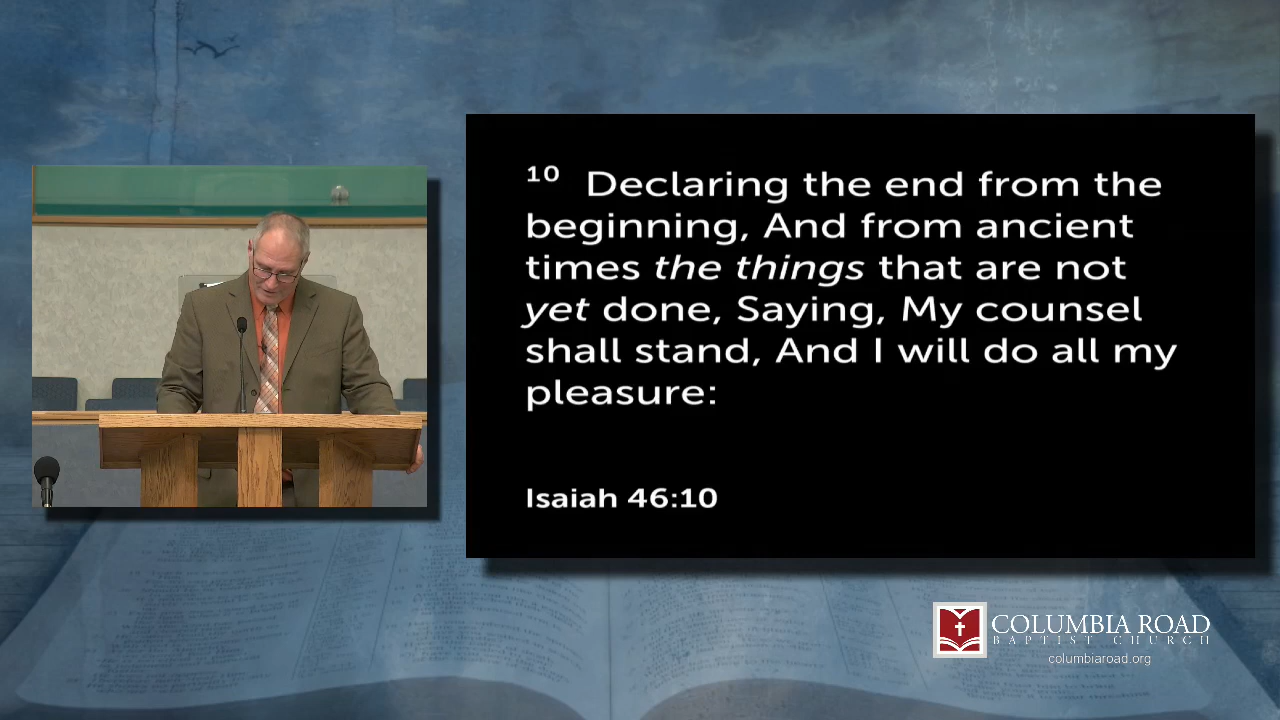 10 Declaring the end from the
beginning, And from ancient
times the things that are not
yet done, Saying, My counsel
shall stand, And I will do all my
pleasure:
Isaiah 46:10
COLUMBIA ROAD
BAPTIST CHURCH
columbiaroad.org